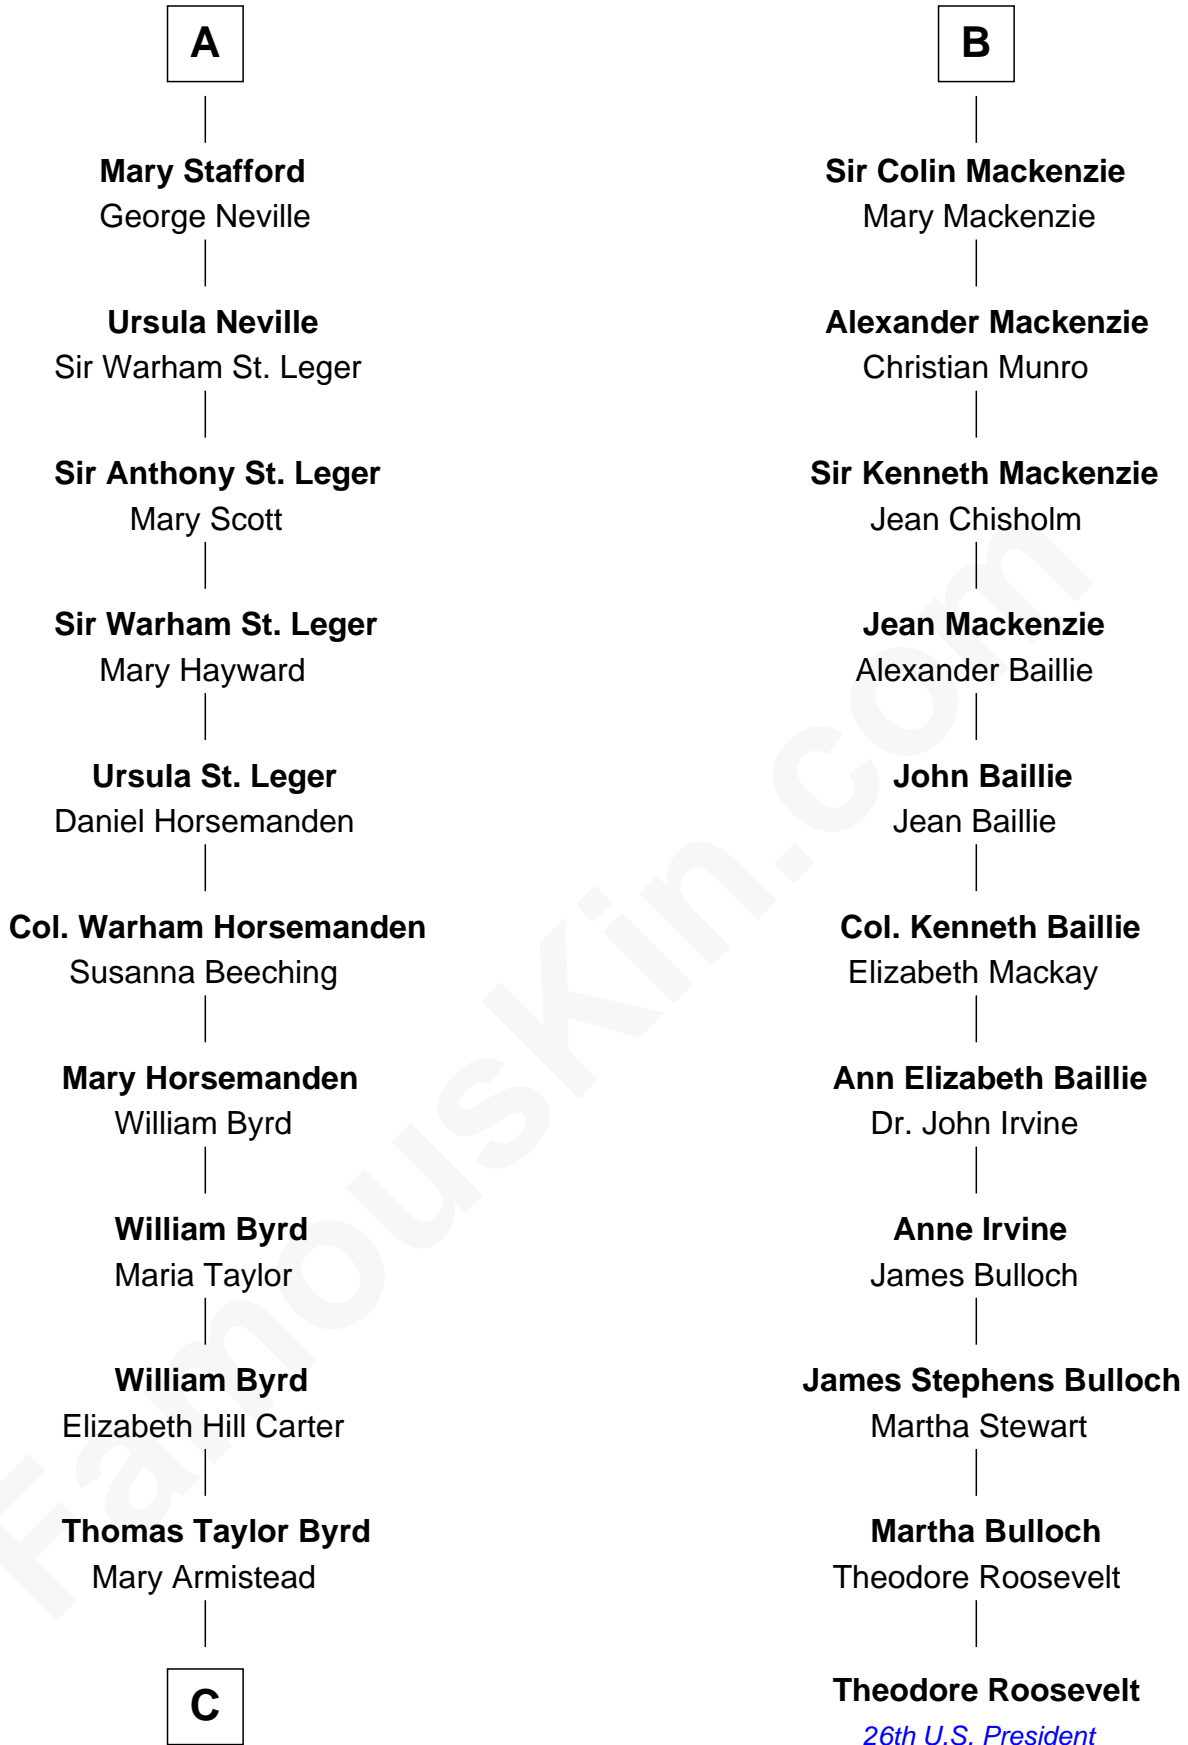 A
Mary Stafford
George Neville
Ursula Neville
Sir Warham St. Leger
Sir Anthony St. Leger
Mary Scott
Sir Warham St. Leger
Mary Hayward
Ursula St. Leger
Daniel Horsemanden
Col. Warham Horsemanden
Susanna Beeching
Mary Horsemanden
William Byrd
William Byrd
Maria Taylor
William Byrd
Elizabeth Hill Carter
Thomas Taylor Byrd
Mary Armistead
C
B
Sir Colin Mackenzie
Mary Mackenzie
Alexander Mackenzie
Christian Munro
Sir Kenneth Mackenzie
Jean Chisholm
Jean Mackenzie
Alexander Baillie
John Baillie
Jean Baillie
Col. Kenneth Baillie
Elizabeth Mackay
Ann Elizabeth Baillie
Dr. John Irvine
Anne Irvine
James Bulloch
James Stephens Bulloch
Martha Stewart
Martha Bulloch
Theodore Roosevelt
Theodore Roosevelt
26th U.S. President
FamousKin.com